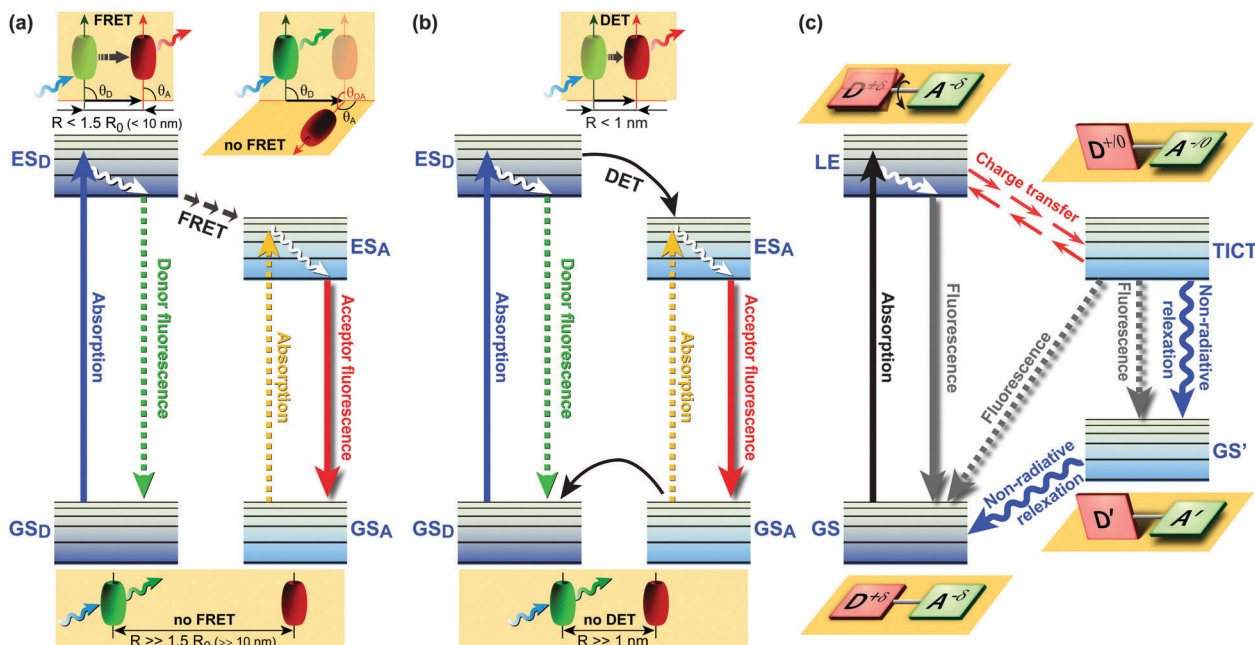 (a)
FRET
θD
θA
R < 1.5 R₀ (< 10 nm)
θD
θDA
θA
no FRET
ESD
FRET
ESA
Absorption
Donor fluorescence
Absorption
Acceptor fluorescence
GSD
GSA
no FRET
R >> 1.5 R₀ (>> 10 nm)
(b)
DET
R < 1 nm
ESD
DET
ESA
Absorption
Donor fluorescence
Absorption
Acceptor fluorescence
GSD
GSA
no DET
R >> 1 nm
(c)
D+δ
A-δ
D+/0
A-/0
LE
Charge transfer
TICT
Absorption
Fluorescence
Fluorescence
Fluorescence
Non-radiative
relexation
GS'
Non-radiative
relexation
GS
D'
A'
D+δ
A-δ